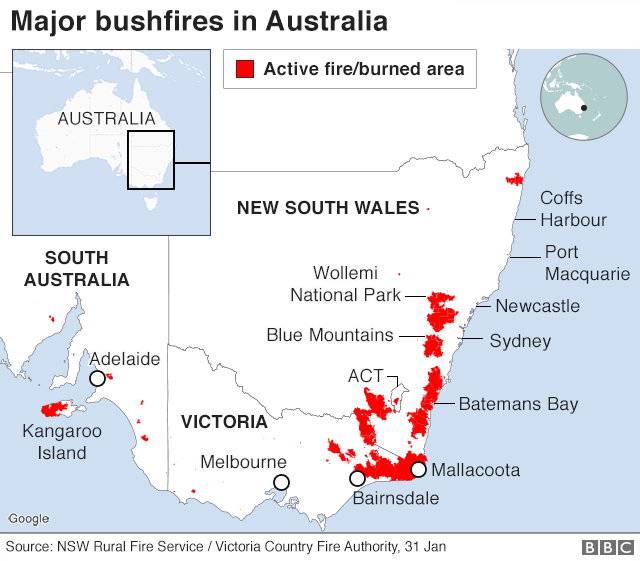 Major bushfires in Australia
Active fire/burned area
AUSTRALIA
NEW SOUTH WALES
Coffs
Harbour
Port
Macquarie
SOUTH
AUSTRALIA
Wollemi
National Park
Newcastle
Blue Mountains
Sydney
Adelaide
ACT
Batemans Bay
Kangaroo
Island
VICTORIA
Melbourne
Mallacoota
Bairnsdale
Google
Source: NSW Rural Fire Service / Victoria Country Fire Authority, 31 Jan
BBC